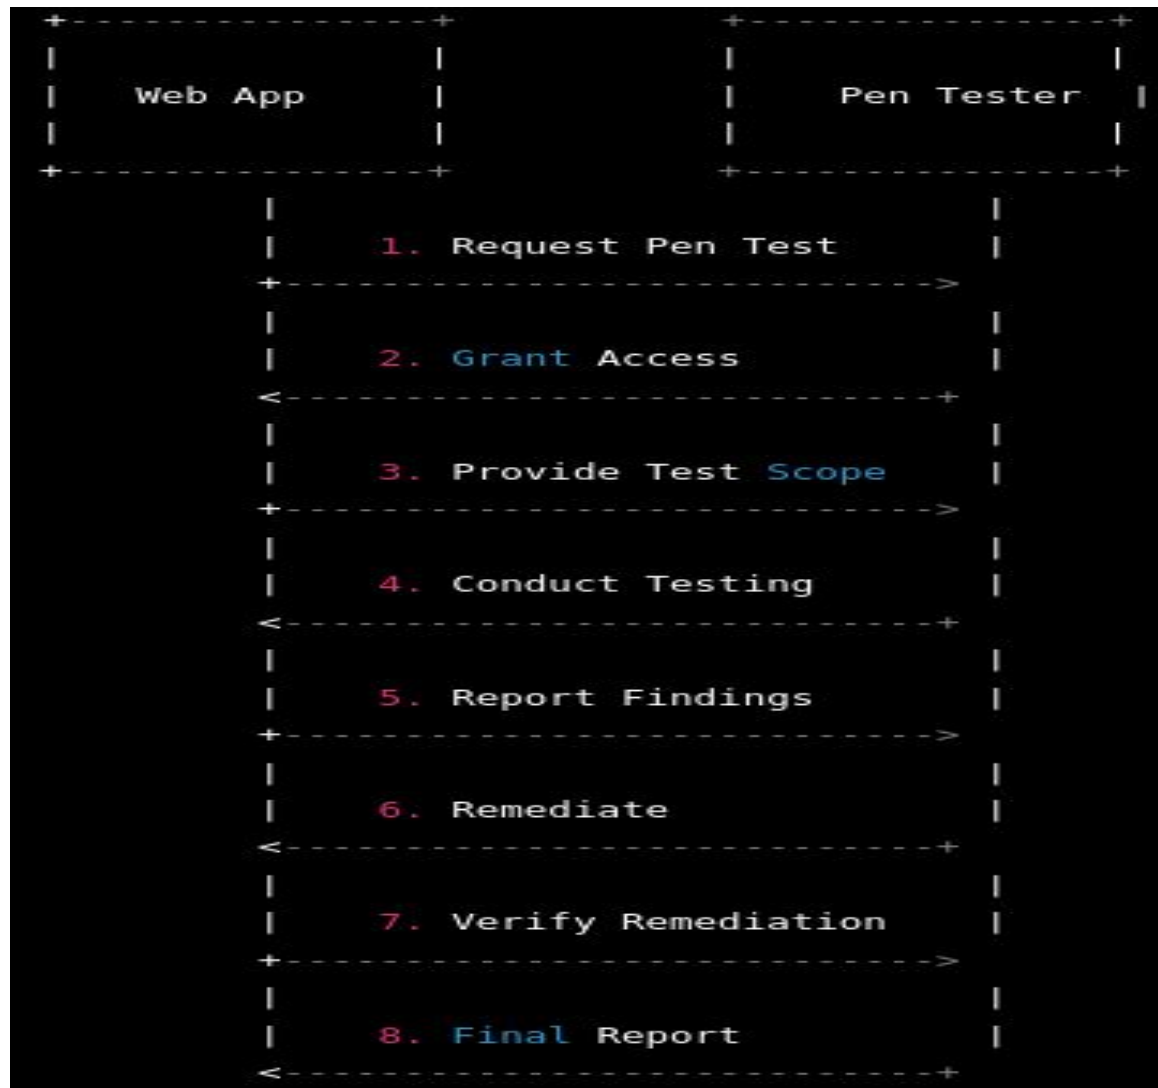 Web App
Pen Tester
1. Request Pen Test
2. Grant Access
3. Provide Test Scope
4. Conduct Testing
5. Report Findings
6. Remediate
7. Verify Remediation
8. Final Report